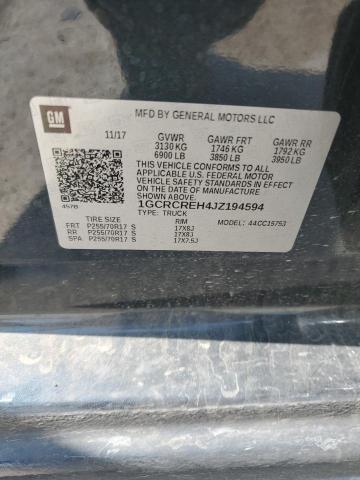 GM
MFD BY GENERAL MOTORS LLC
11/17 GVWR GAWR FRT GAWR RR
3130 KG 1746 KG 1792 KG
6900 LB 3850 LB 3950 LB
THIS VEHICLE CONFORMS TO ALL
APPLICABLE U.S. FEDERAL MOTOR
VEHICLE SAFETY STANDARDS IN EFFECT ON
THE DATE OF MANUFACTURE SHOWN ABOVE.
457B 1GCRCREH4JZ194594
TYPE: TRUCK
TIRE SIZE RIM MODEL: 44CC15753
FRT P255/70R17 S 17X8J
RR P255/70R17 S 17X8J
SPA P255/70R17 S 17X7.5J